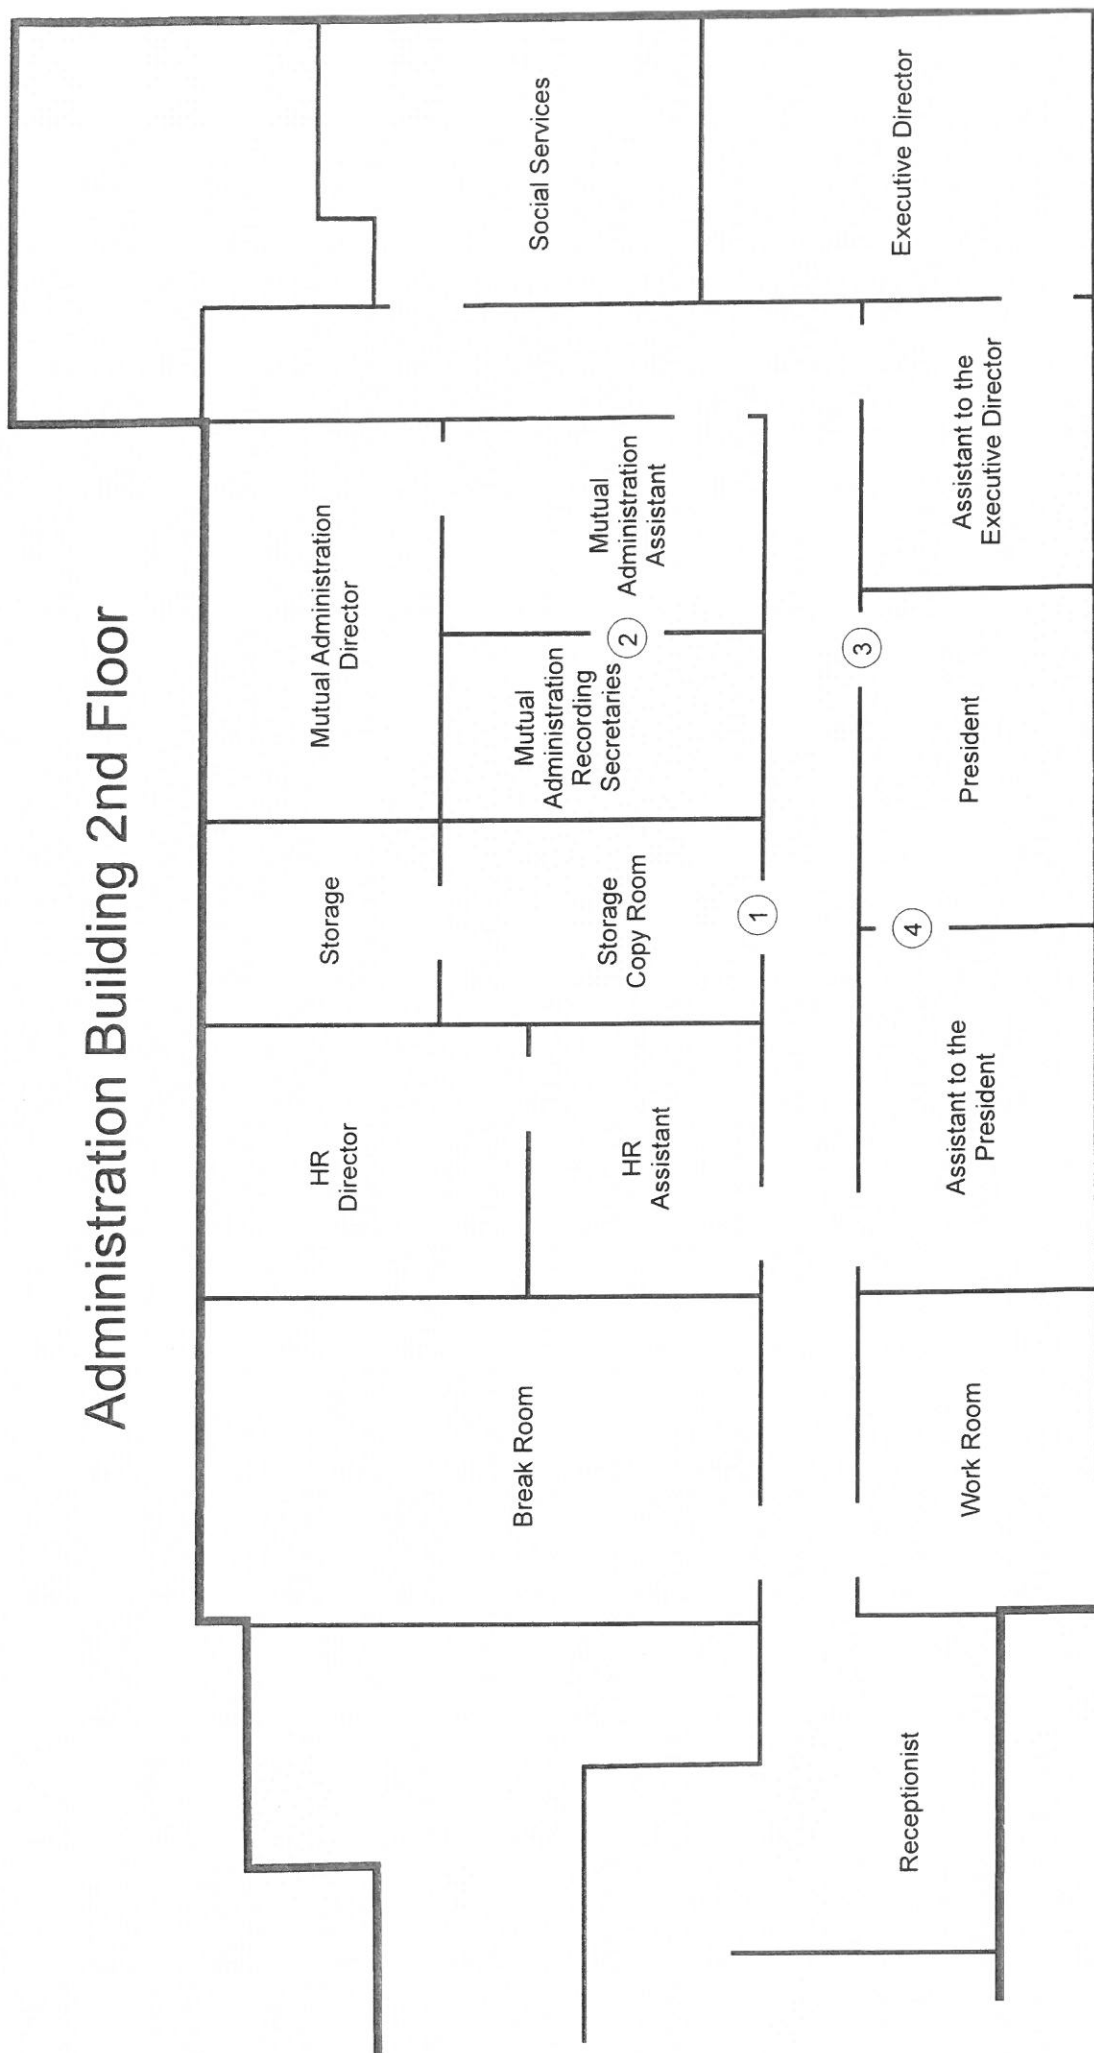 Administration Building 2nd Floor
Break Room
HR
Director
HR
Assistant
Storage
Storage
Copy Room
Mutual Administration
Director
Mutual
Administration
Recording
Secretaries
Mutual
Administration
Assistant
Social Services
1
2
3
4
Receptionist
Work Room
Assistant to the
President
President
Assistant to the
Executive Director
Executive Director